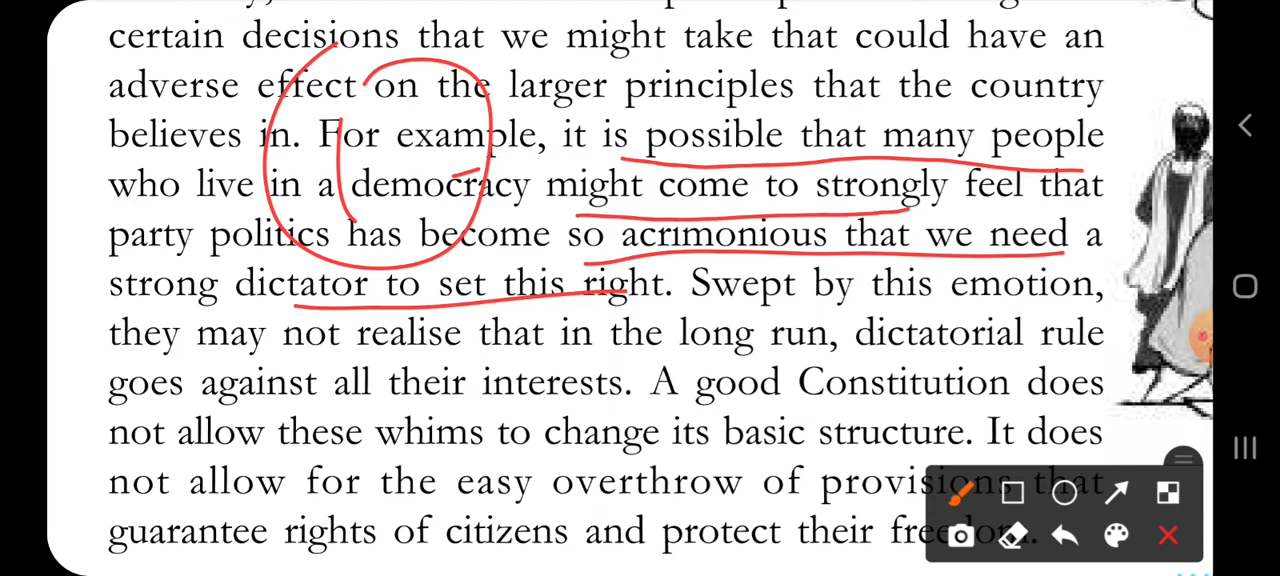 certain decisions that we might take that could have an
adverse effect on the larger principles that the country
believes in. For example, it is possible that many people
who live in a democracy might come to strongly feel that
party politics has become so acrimonious that we need a
strong dictator to set this right. Swept by this emotion,
they may not realise that in the long run, dictatorial rule
goes against all their interests. A good Constitution does
not allow these whims to change its basic structure. It does
not allow for the easy overthrow of provisions that
guarantee rights of citizens and protect their freedom.